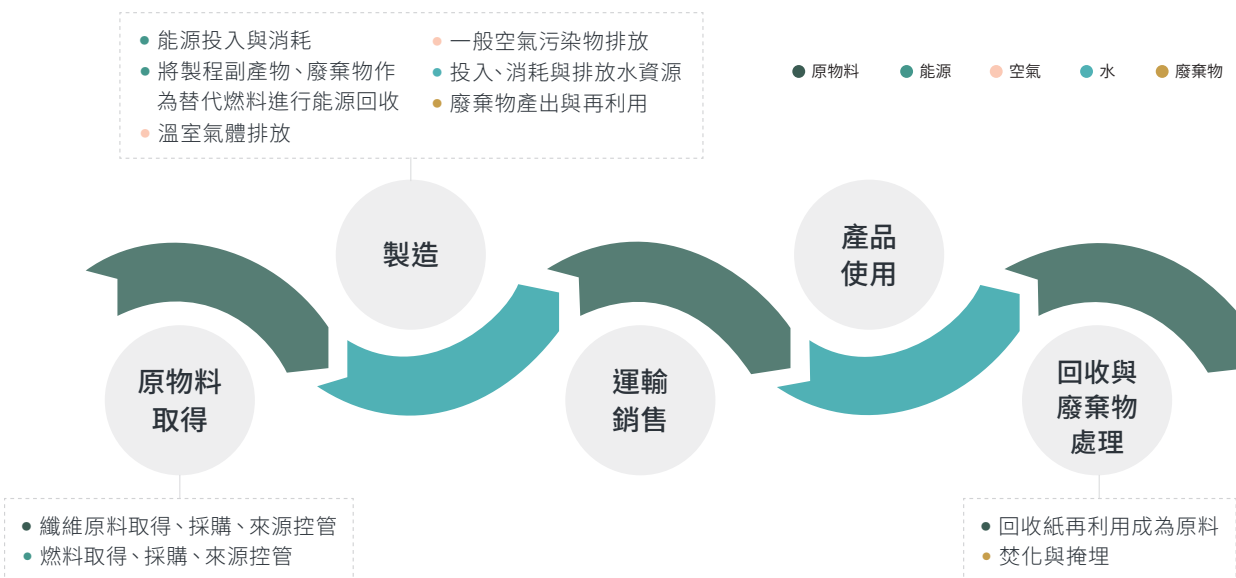 • 能源投入與消耗
• 將製程副產物、廢棄物作
為替代燃料進行能源回收
• 溫室氣體排放
• 一般空氣污染物排放
• 投入、消耗與排放水資源
• 廢棄物產出與再利用
原物料
能源
空氣
水
廢棄物
製造
產品
使用
原物料
取得
運輸
銷售
回收與
廢棄物
處理
• 纖維原料取得、採購、來源控管
• 燃料取得、採購、來源控管
• 回收紙再利用成為原料
• 焚化與掩埋